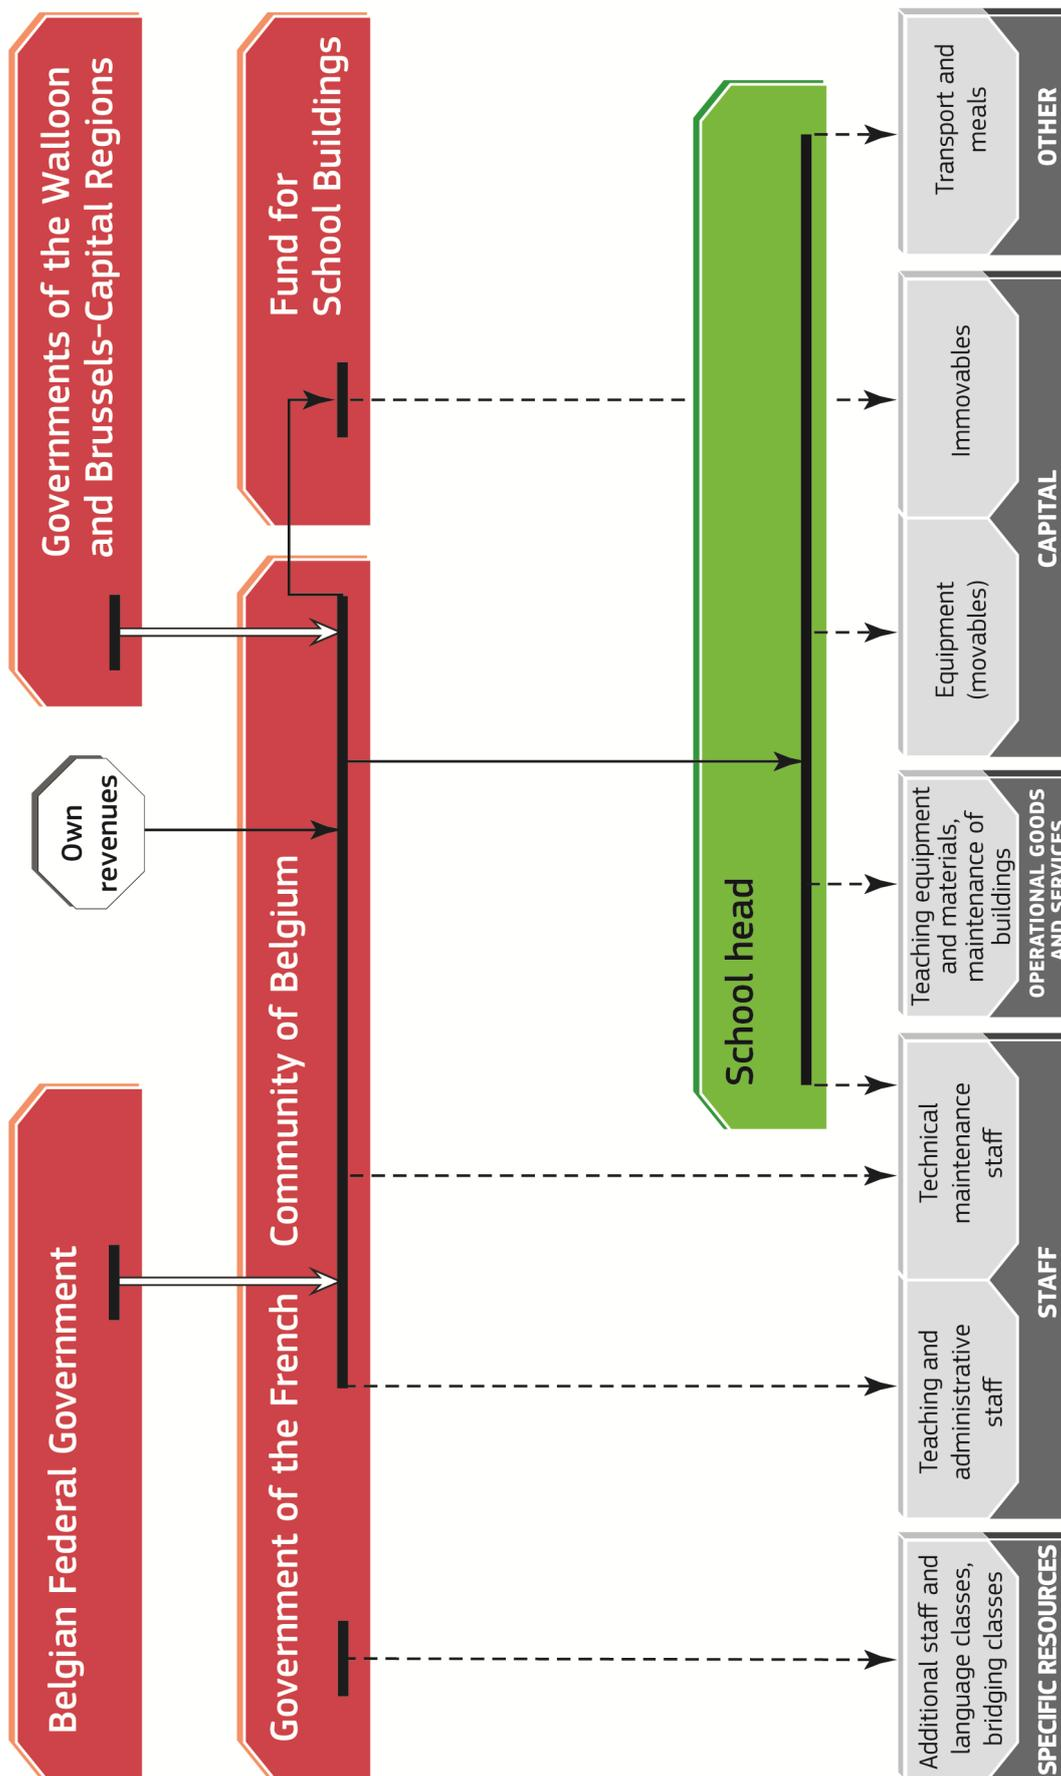 Belgian Federal Government
Own
revenues
Governments of the Walloon
and Brussels-Capital Regions
Government of the French Community of Belgium
Fund for
School Buildings
School head
Additional staff and
language classes,
bridging classes
Teaching and
administrative
staff
Technical
maintenance
staff
Teaching equipment
and materials,
maintenance of
buildings
Equipment
(movables)
Immovables
Transport and
meals
SPECIFIC RESOURCES
STAFF
OPERATIONAL GOODS
AND SERVICES
CAPITAL
OTHER